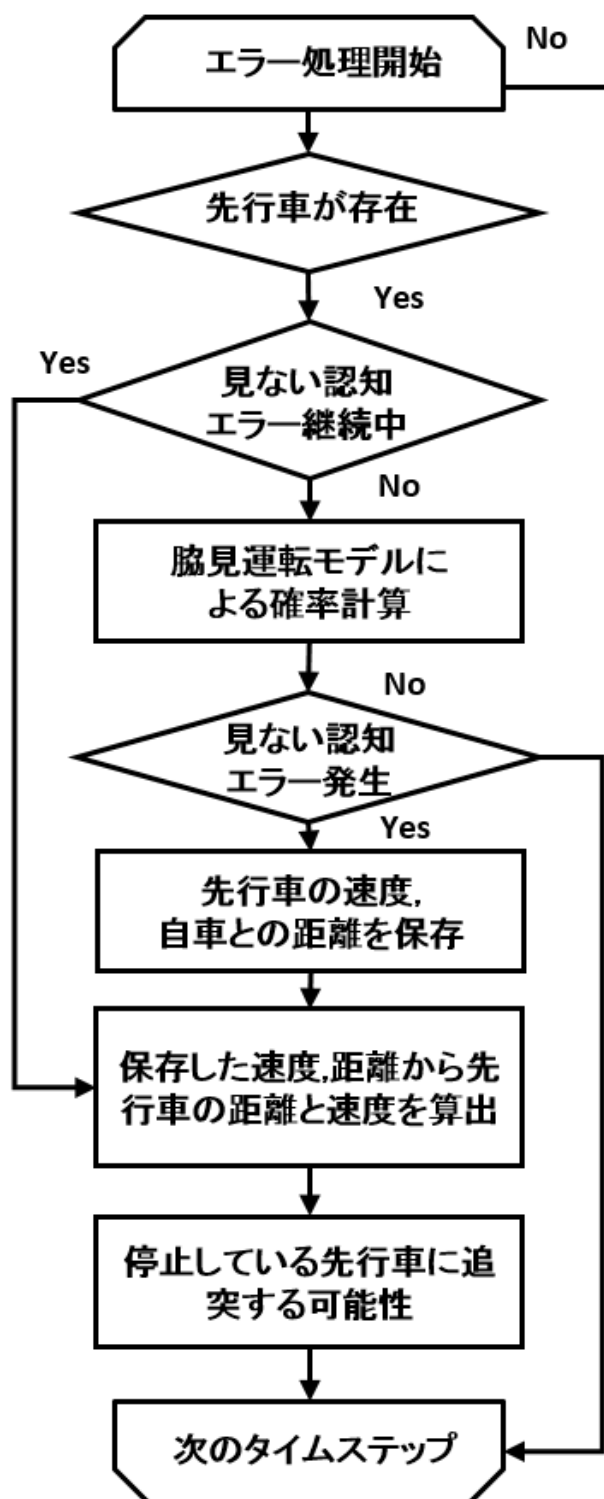 エラー処理開始
No
先行車が存在
Yes
Yes
見ない認知
エラー継続中
No
脇見運転モデルに
よる確率計算
No
見ない認知
エラー発生
Yes
先行車の速度,
自車との距離を保存
保存した速度,距離から先
行車の距離と速度を算出
停止している先行車に追
突する可能性
次のタイムステップ